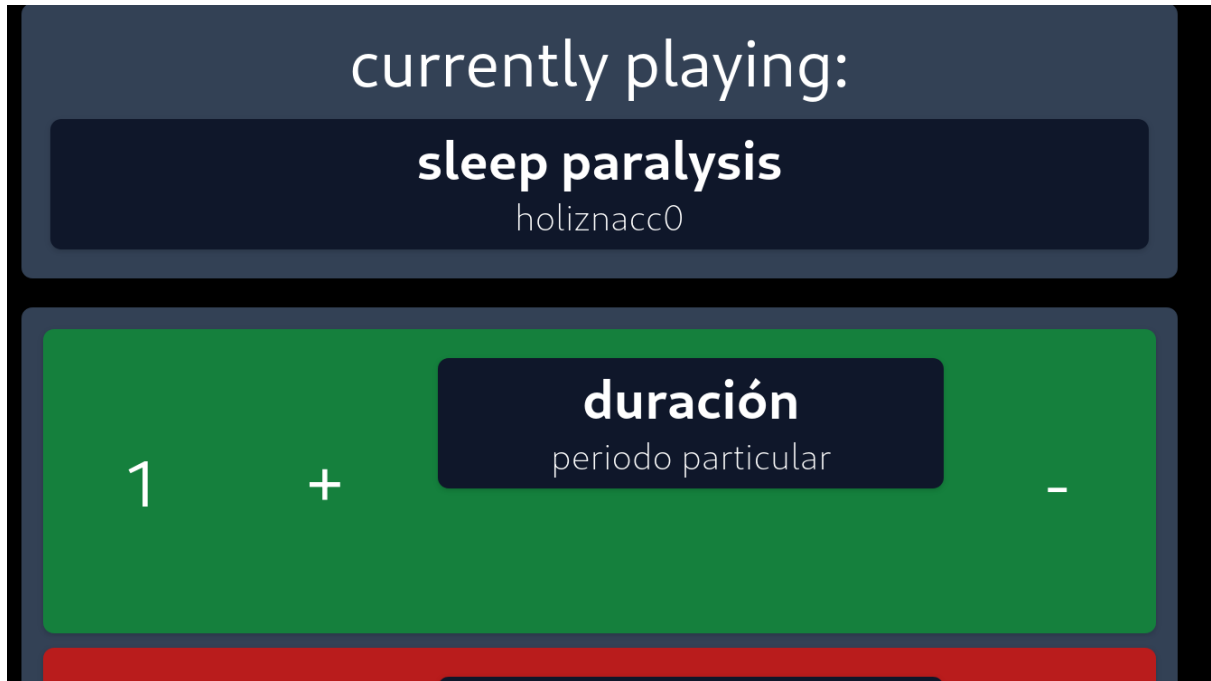 currently playing:
sleep paralysis
holiznacc0
duración
periodo particular
1 + -